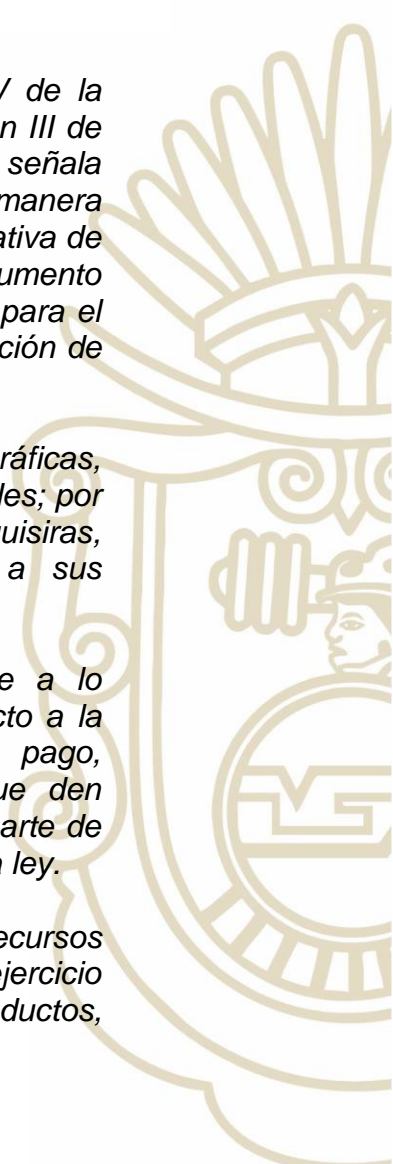 V de la
n III de
señala
manera
ativa de
umento
para el
ción de
ráficas,
les; por
uisiras,
a sus
e a lo
cto a la
pago,
ue den
arte de
a ley.
ecursos
ejercicio
ductos,